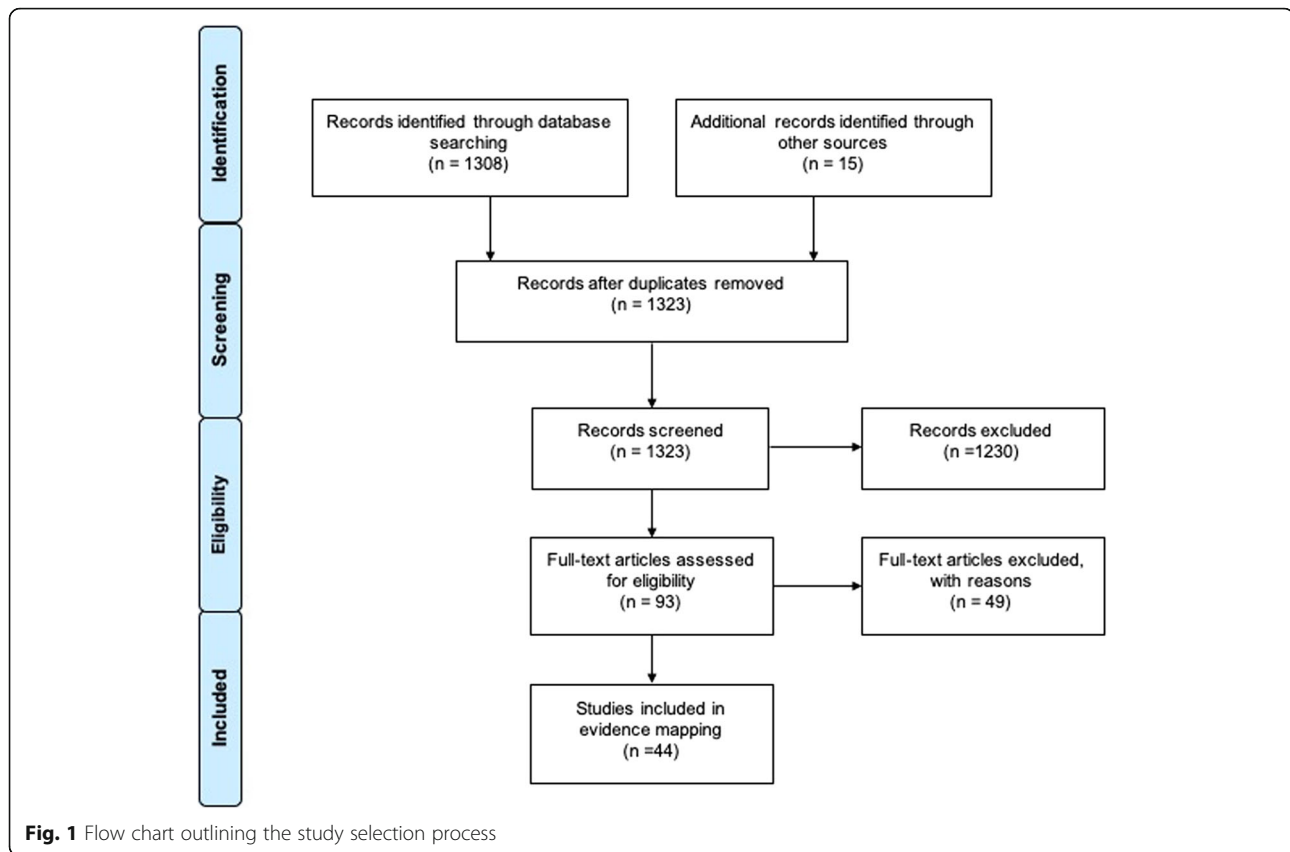 Identification
Records identified through database
searching
(n = 1308)
Additional records identified through
other sources
(n = 15)
Screening
Records after duplicates removed
(n = 1323)
Records screened
(n = 1323)
Records excluded
(n =1230)
Eligibility
Full-text articles assessed
for eligibility
(n = 93)
Full-text articles excluded,
with reasons
(n = 49)
Included
Studies included in
evidence mapping
(n =44)
Fig. 1 Flow chart outlining the study selection process